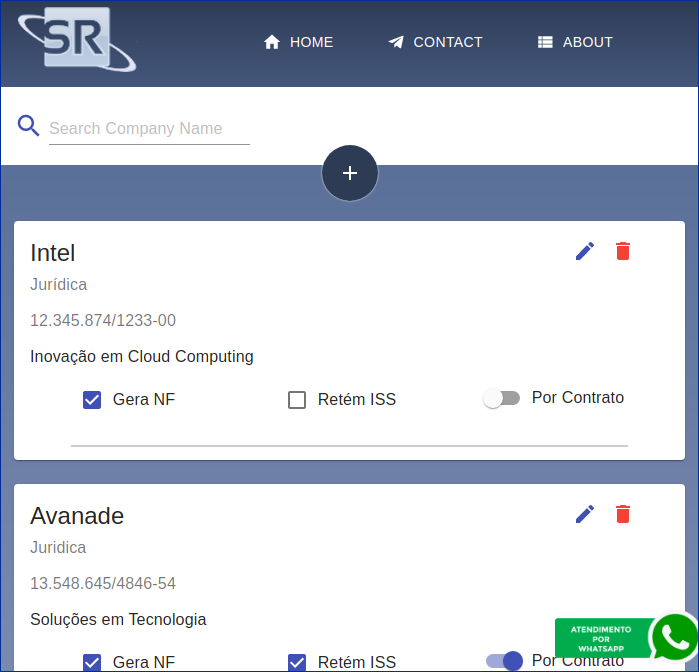 SR
HOME
CONTACT
ABOUT
Search Company Name
+
Intel
Jurídica
12.345.874/1233-00
Inovação em Cloud Computing
Gera NF
Retém ISS
Por Contrato
Avanade
Juridica
13.548.645/4846-54
Soluções em Tecnologia
Gera NF
Retém ISS
Por Contrato
ATENDIMENTO
POR
WHATSAPP